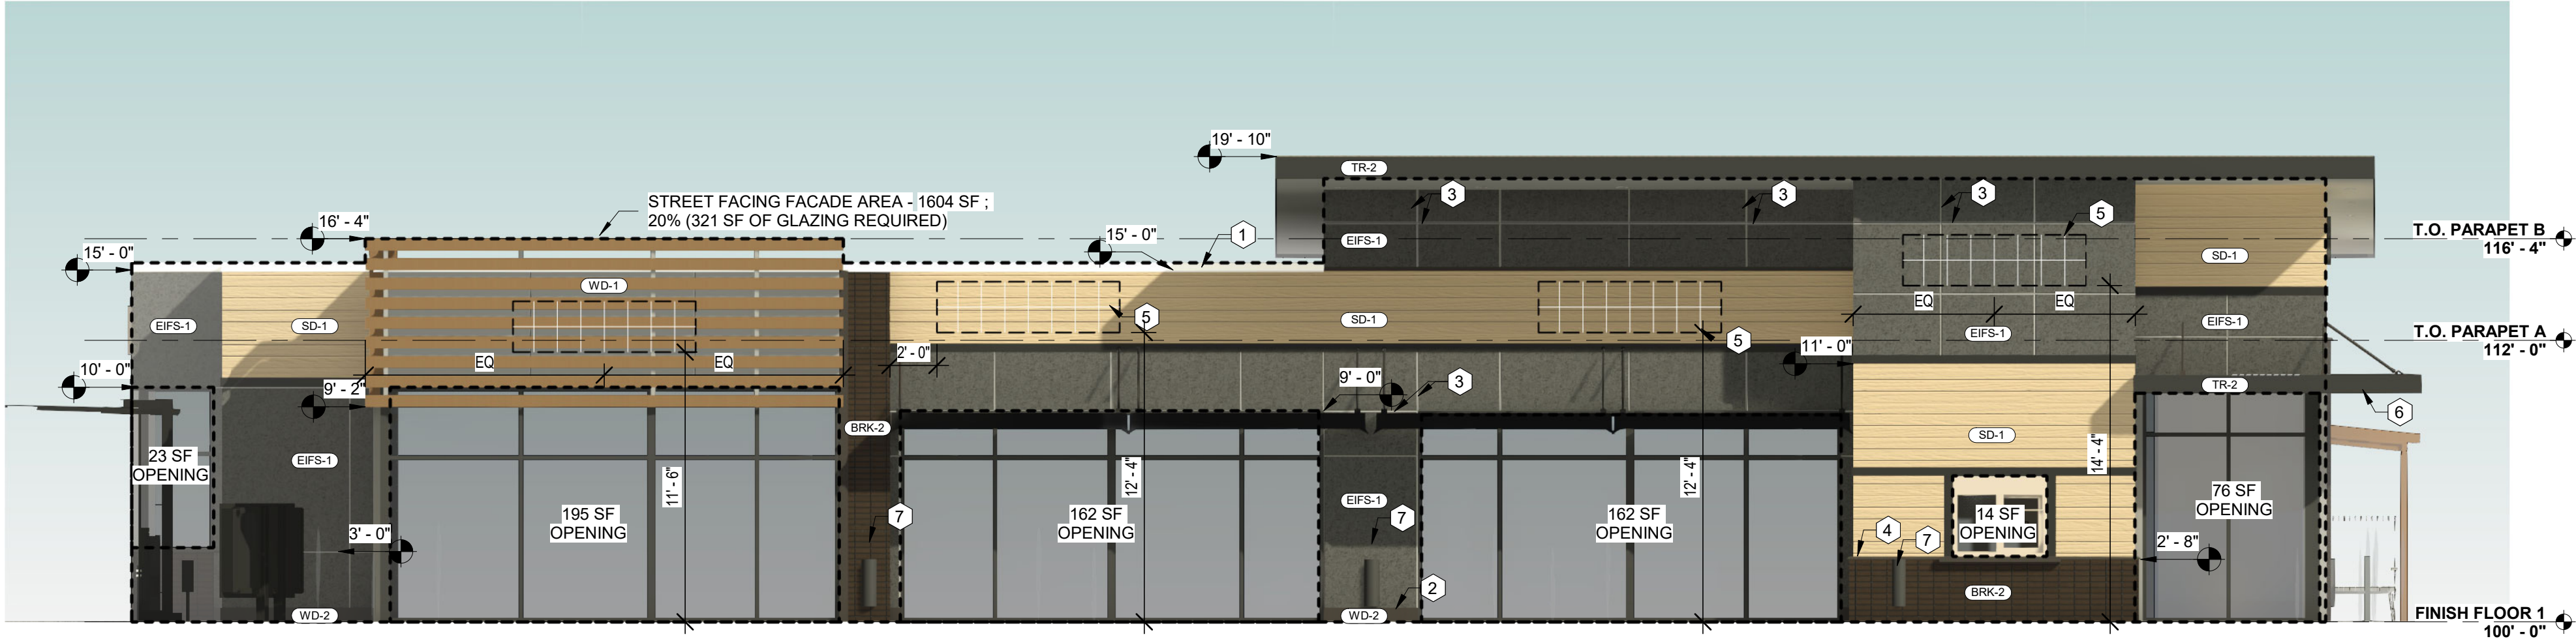 19' - 10"
TR-2
STREET FACING FACADE AREA - 1604 SF ;
20% (321 SF OF GLAZING REQUIRED)
3
3
3
5
16' - 4"
15' - 0"
1
15' - 0"
EIFS-1
T.O. PARAPET B
116' - 4"
SD-1
WD-1
EQ
EQ
EIFS-1
SD-1
5
SD-1
5
EIFS-1
EIFS-1
T.O. PARAPET A
112' - 0"
2' - 0"
11' - 0"
EQ
EQ
10' - 0"
9' - 2"
9' - 0"
3
TR-2
6
BRK-2
SD-1
23 SF
OPENING
EIFS-1
11' - 6"
12' - 4"
12' - 4"
14' - 4"
EIFS-1
76 SF
OPENING
195 SF
OPENING
7
162 SF
OPENING
7
162 SF
OPENING
4
7
14 SF
OPENING
3' - 0"
2' - 8"
2
BRK-2
WD-2
WD-2
FINISH FLOOR 1
100' - 0"